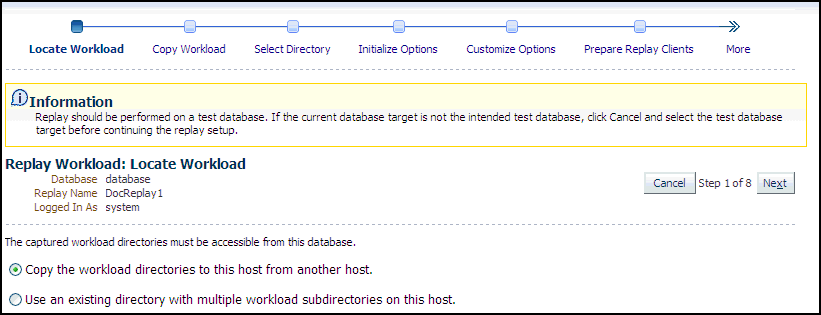 Locate Workload Copy Workload Select Directory Initialize Options Customize Options Prepare Replay Clients More
Information
Replay should be performed on a test database. If the current database target is not the intended test database, click Cancel and select the test database
target before continuing the replay setup.
Replay Workload: Locate Workload
Database database
Replay Name DocReplay1
Logged In As system
Cancel Step 1 of 8 Next
The captured workload directories must be accessible from this database.
Copy the workload directories to this host from another host.
Use an existing directory with multiple workload subdirectories on this host.